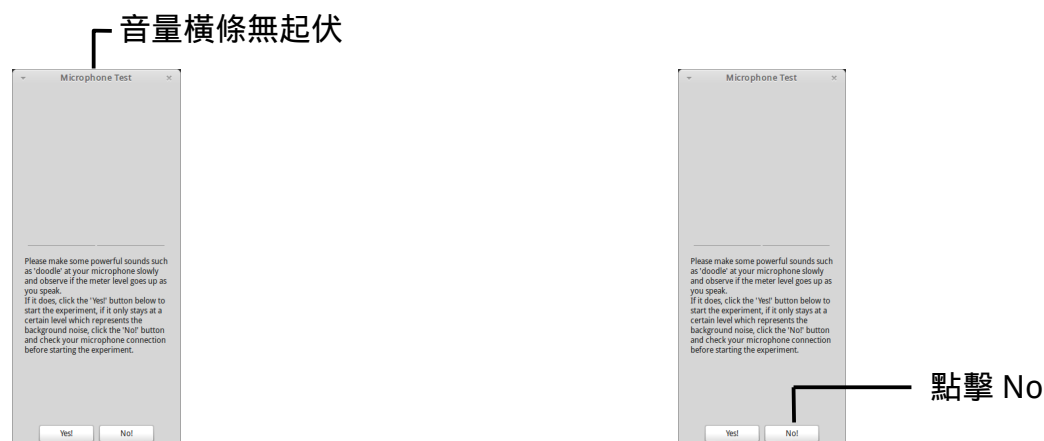 音量橫條無起伏
Microphone Test
Please make some powerful sounds such
as 'doodle' at your microphone slowly
and observe if the meter level goes up as
you speak.
If it does, click the 'Yes!' button below to
start the experiment, if it only stays at a
certain level which represents the
background noise, click the 'No!' button
and check your microphone connection
before starting the experiment.
Yes! No!
Microphone Test
Please make some powerful sounds such
as 'doodle' at your microphone slowly
and observe if the meter level goes up as
you speak.
If it does, click the 'Yes!' button below to
start the experiment, if it only stays at a
certain level which represents the
background noise, click the 'No!' button
and check your microphone connection
before starting the experiment.
點擊 No
Yes! No!